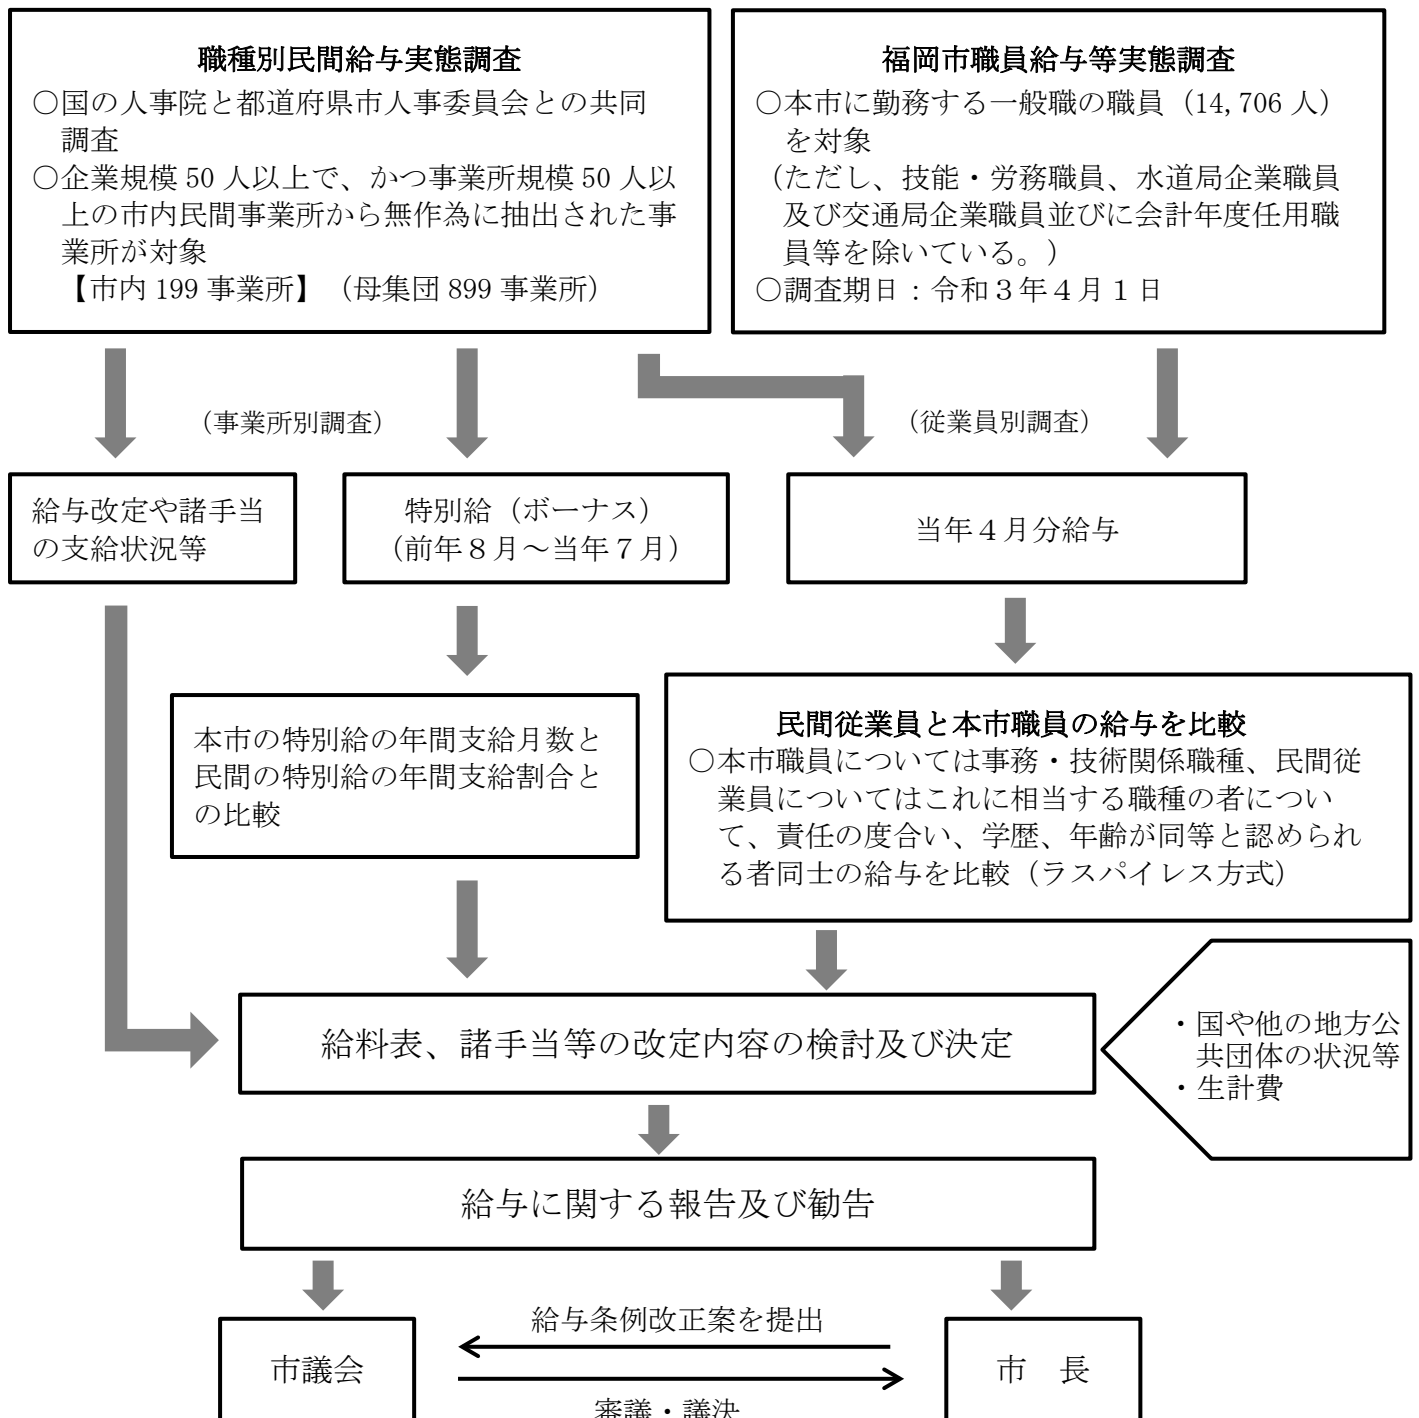 職種別民間給与実態調査
○国の人事院と都道府県市人事委員会との共同
調査
○企業規模 50 人以上で、かつ事業所規模 50 人以
上の市内民間事業所から無作為に抽出された事
業所が対象
【市内 199 事業所】（母集団 899 事業所）
福岡市職員給与等実態調査
○本市に勤務する一般職の職員（14,706 人）
を対象
（ただし、技能・労務職員、水道局企業職員
及び交通局企業職員並びに会計年度任用職
員等を除いている。）
○調査期日：令和３年４月１日
（事業所別調査）
（従業員別調査）
給与改定や諸手当
の支給状況等
特別給（ボーナス）
（前年８月～当年７月）
当年４月分給与
本市の特別給の年間支給月数と
民間の特別給の年間支給割合と
の比較
民間従業員と本市職員の給与を比較
○本市職員については事務・技術関係職種、民間従
業員についてはこれに相当する職種の者につい
て、責任の度合い、学歴、年齢が同等と認められ
る者同士の給与を比較（ラスパイレス方式）
給料表、諸手当等の改定内容の検討及び決定
・国や他の地方公
共団体の状況等
・生計費
給与に関する報告及び勧告
市議会
給与条例改正案を提出
審議・議決
市　長